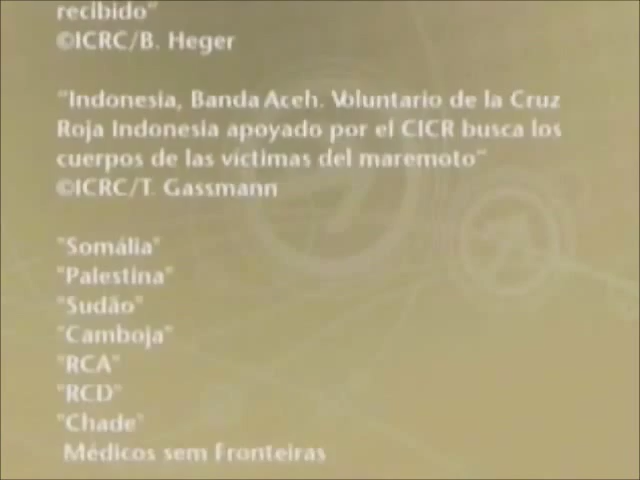 recibido"
©ICRC/B. Heger
"Indonesia, Banda Aceh. Voluntario de la Cruz
Roja Indonesia apoyado por el CICR busca los
cuerpos de las víctimas del maremoto"
©ICRC/T. Gassmann
"Somália"
"Palestina"
"Sudão"
"Camboja"
"RCA"
"RCD"
"Chade"
Médicos sem Fronteiras